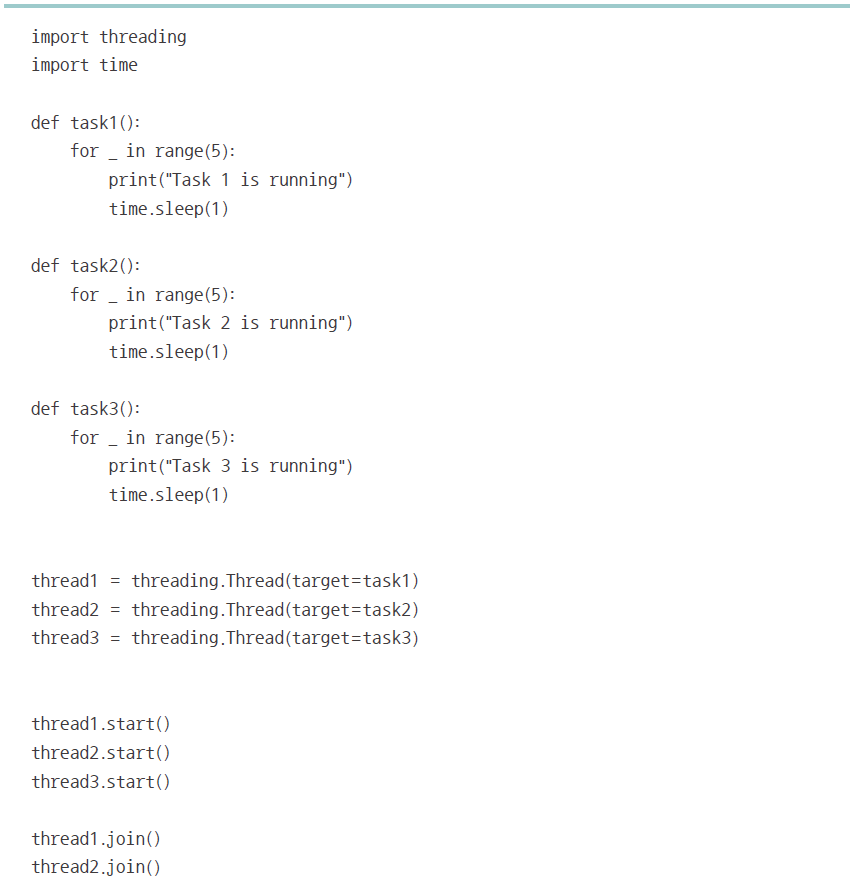 import threading
import time
def task1():
    for _ in range(5):
        print("Task 1 is running")
        time.sleep(1)
def task2():
    for _ in range(5):
        print("Task 2 is running")
        time.sleep(1)
def task3():
    for _ in range(5):
        print("Task 3 is running")
        time.sleep(1)
thread1 = threading.Thread(target=task1)
thread2 = threading.Thread(target=task2)
thread3 = threading.Thread(target=task3)
thread1.start()
thread2.start()
thread3.start()
thread1.join()
thread2.join()